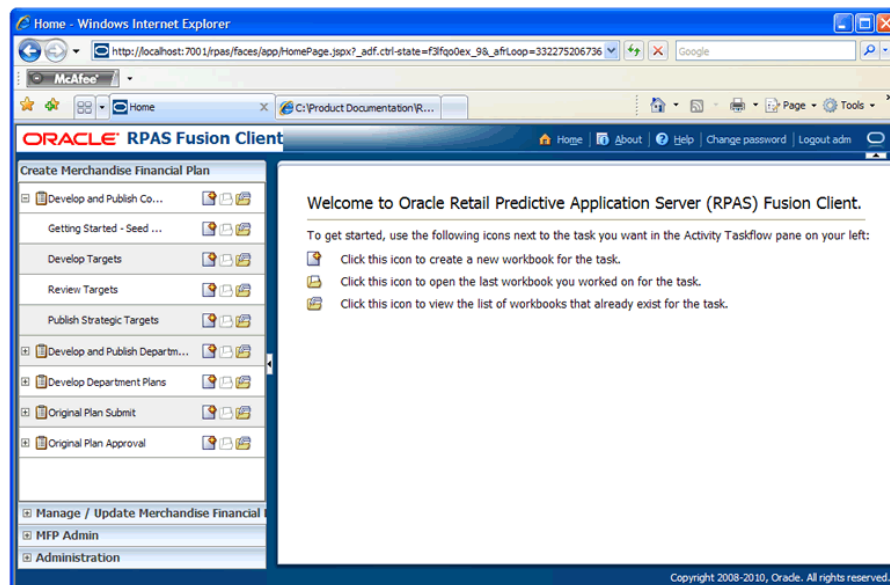 Home - Windows Internet Explorer
http://localhost:7001/rpas/faces/app/HomePage.jspx?_adf.ctrl-state=f3lfqo0ex_9&_afrLoop=332275206736
Google
McAfee
Home
C:\Product Documentation\R...
Page
Tools
ORACLE RPAS Fusion Client
Home
About
Help
Change password
Logout adm
Create Merchandise Financial Plan
Develop and Publish Co...
Getting Started - Seed ...
Develop Targets
Review Targets
Publish Strategic Targets
Develop and Publish Departm...
Develop Department Plans
Original Plan Submit
Original Plan Approval
Manage / Update Merchandise Financial
MFP Admin
Administration
Welcome to Oracle Retail Predictive Application Server (RPAS) Fusion Client.
To get started, use the following icons next to the task you want in the Activity Taskflow pane on your left:
Click this icon to create a new workbook for the task.
Click this icon to open the last workbook you worked on for the task.
Click this icon to view the list of workbooks that already exist for the task.
Copyright 2008-2010, Oracle. All rights reserved.